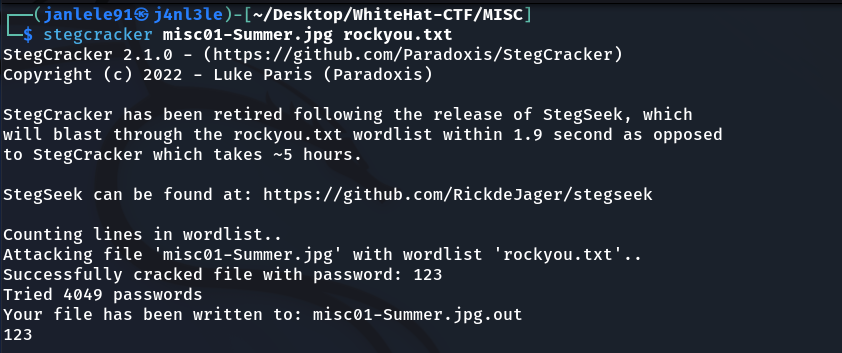 ┌──(janlele91㉿j4nl3le)-[~/Desktop/WhiteHat-CTF/MISC]
└─$ stegcracker misc01-Summer.jpg rockyou.txt
StegCracker 2.1.0 - (https://github.com/Paradoxis/StegCracker)
Copyright (c) 2022 - Luke Paris (Paradoxis)

StegCracker has been retired following the release of StegSeek, which
will blast through the rockyou.txt wordlist within 1.9 second as opposed
to StegCracker which takes ~5 hours.

StegSeek can be found at: https://github.com/RickdeJager/stegseek

Counting lines in wordlist..
Attacking file 'misc01-Summer.jpg' with wordlist 'rockyou.txt'..
Successfully cracked file with password: 123
Tried 4049 passwords
Your file has been written to: misc01-Summer.jpg.out
123